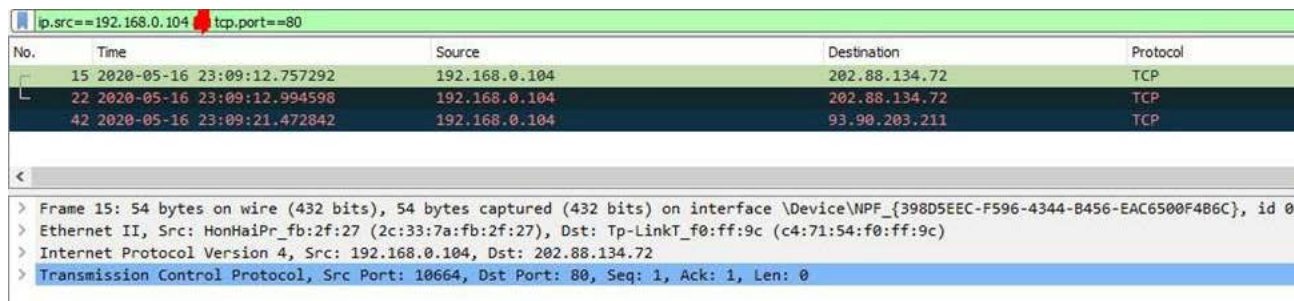 ip.src==192.168.0.104 tcp.port==80
No. Time Source Destination Protocol
15 2020-05-16 23:09:12.757292 192.168.0.104 202.88.134.72 TCP
22 2020-05-16 23:09:12.994598 192.168.0.104 202.88.134.72 TCP
42 2020-05-16 23:09:21.472842 192.168.0.104 93.90.203.211 TCP
Frame 15: 54 bytes on wire (432 bits), 54 bytes captured (432 bits) on interface \Device\NPF_{398D5EEC-F596-4344-B456-EAC6500F4B6C}, id 0
Ethernet II, Src: HonHaiPr_fb:2f:27 (2c:33:7a:fb:2f:27), Dst: Tp-LinkT_f0:ff:9c (c4:71:54:f0:ff:9c)
Internet Protocol Version 4, Src: 192.168.0.104, Dst: 202.88.134.72
Transmission Control Protocol, Src Port: 10664, Dst Port: 80, Seq: 1, Ack: 1, Len: 0